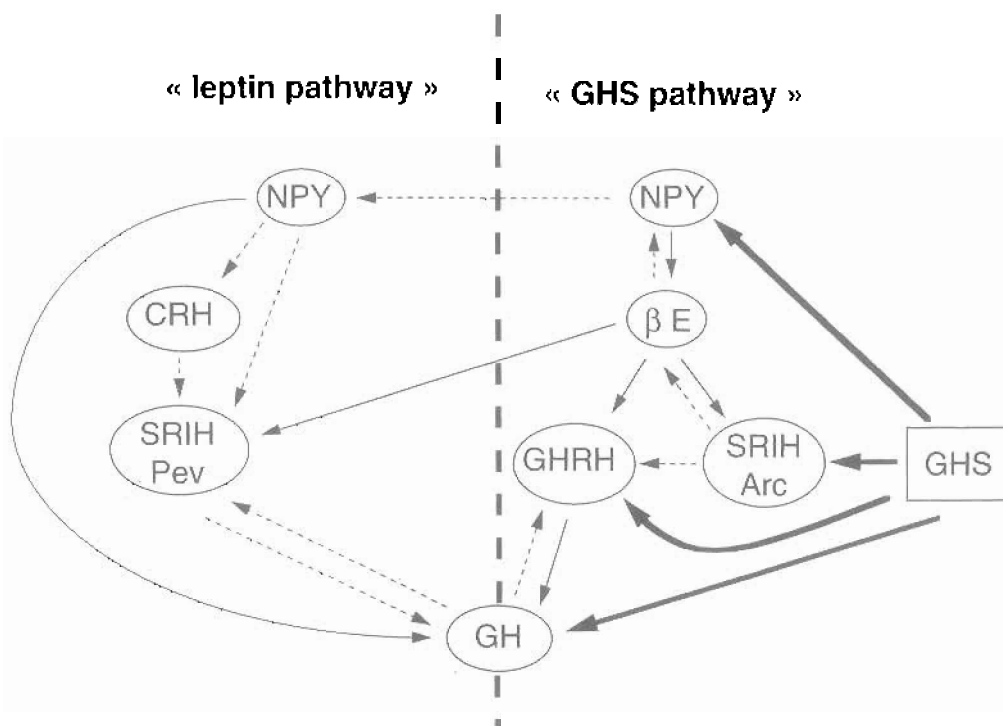 « leptin pathway »
« GHS pathway »
NPY
NPY
CRH
β E
SRIH
Pev
GHRH
SRIH
Arc
GHS
GH